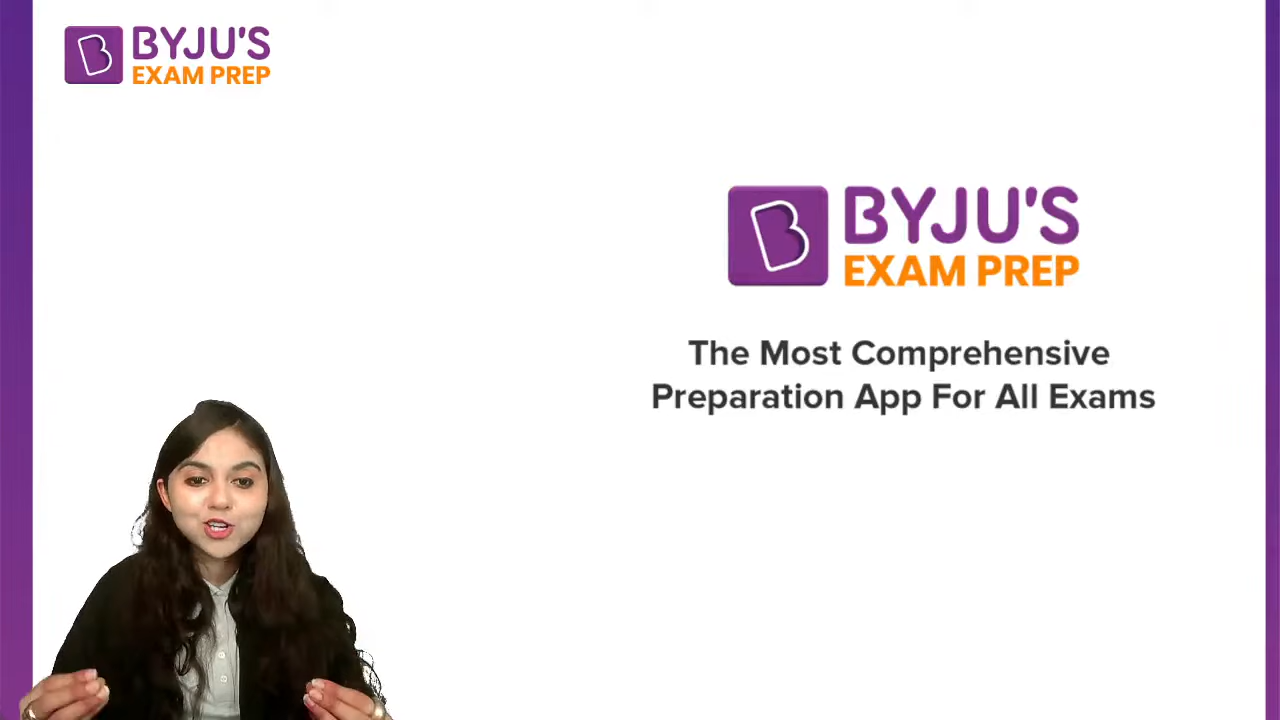 BYJU'S
EXAM PREP
BYJU'S
EXAM PREP
The Most Comprehensive
Preparation App For All Exams